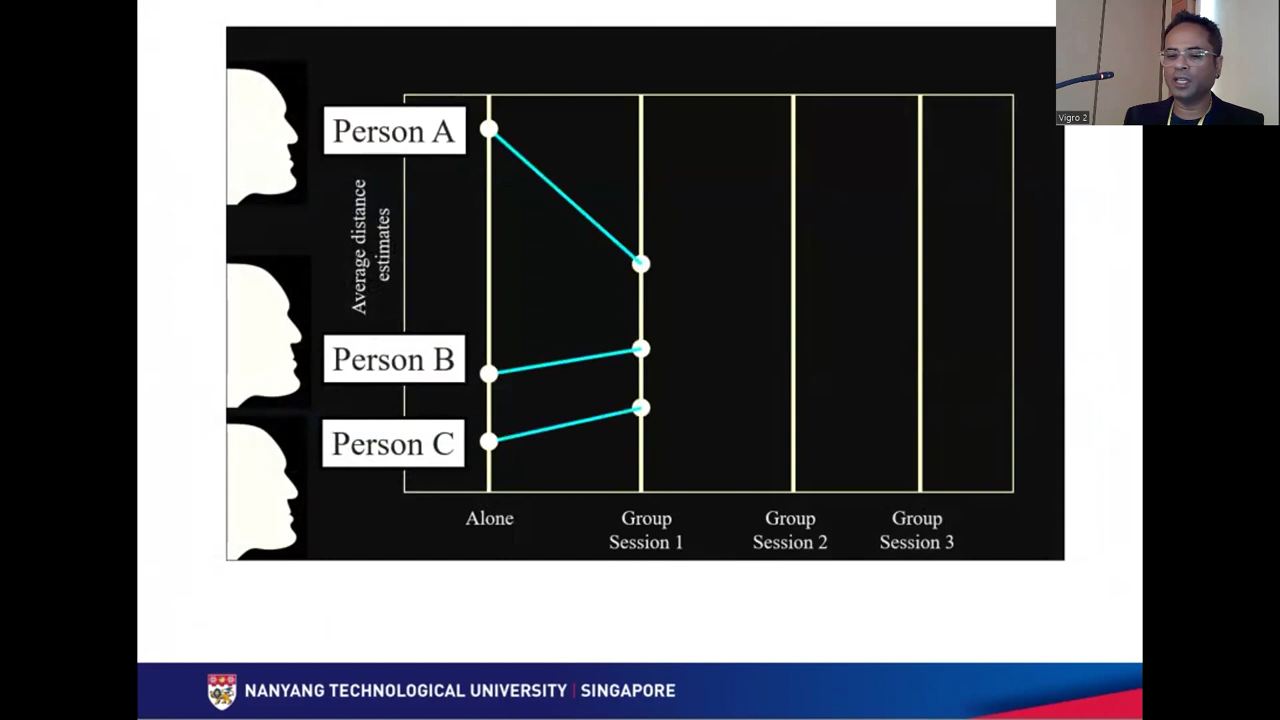 Vigro 2
Person A
Average distance
estimates
Person B
Person C
Alone
Group
Session 1
Group
Session 2
Group
Session 3
NANYANG TECHNOLOGICAL UNIVERSITY | SINGAPORE